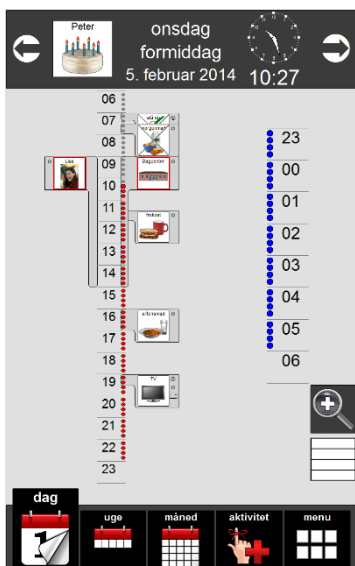 Peter
onsdag
formiddag
5. februar 2014
10:27
06
07
08
09
10
11
12
13
14
15
16
17
18
19
20
21
22
23
Lise
Dagcenter
frokost
aftensmad
TV
23
00
01
02
03
04
05
06
dag
uge
måned
aktivitet
menu